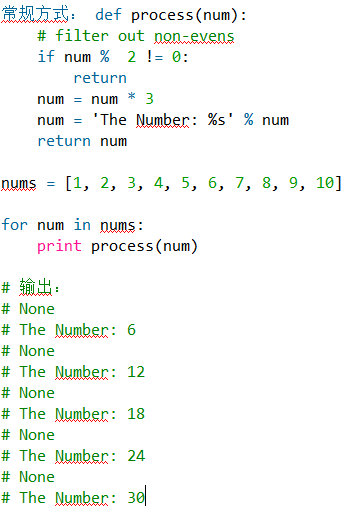 常规方式： def process(num):
    # filter out non-evens
    if num %  2 != 0:
        return
    num = num * 3
    num = 'The Number: %s' % num
    return num
nums = [1, 2, 3, 4, 5, 6, 7, 8, 9, 10]
for num in nums:
    print process(num)
# 输出：
# None
# The Number: 6
# None
# The Number: 12
# None
# The Number: 18
# None
# The Number: 24
# None
# The Number: 30